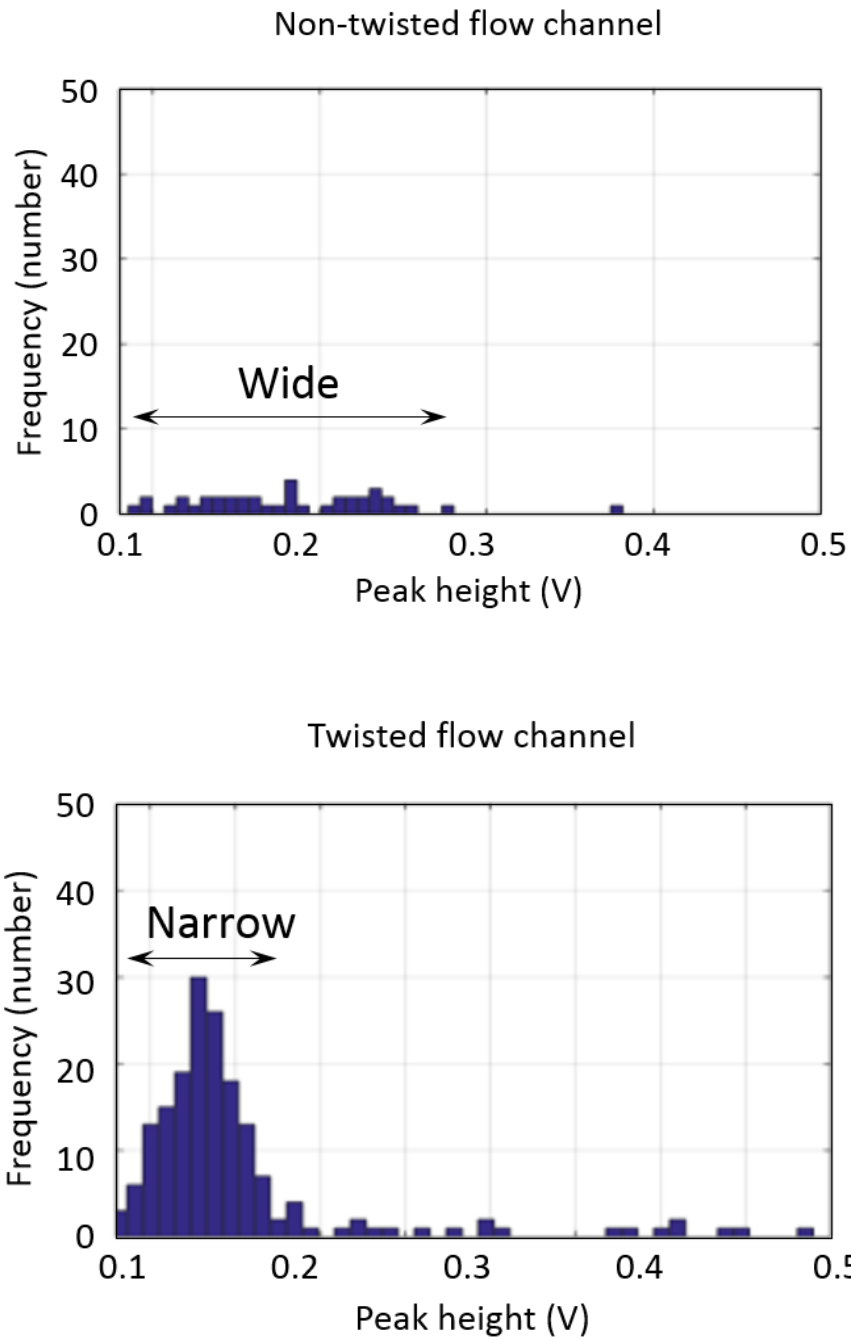 Non-twisted flow channel
50
40
30
20
10
0
Frequency (number)
Wide
0.1 0.2 0.3 0.4 0.5
Peak height (V)
Twisted flow channel
50
40
30
20
10
0
Frequency (number)
Narrow
0.1 0.2 0.3 0.4 0.5
Peak height (V)